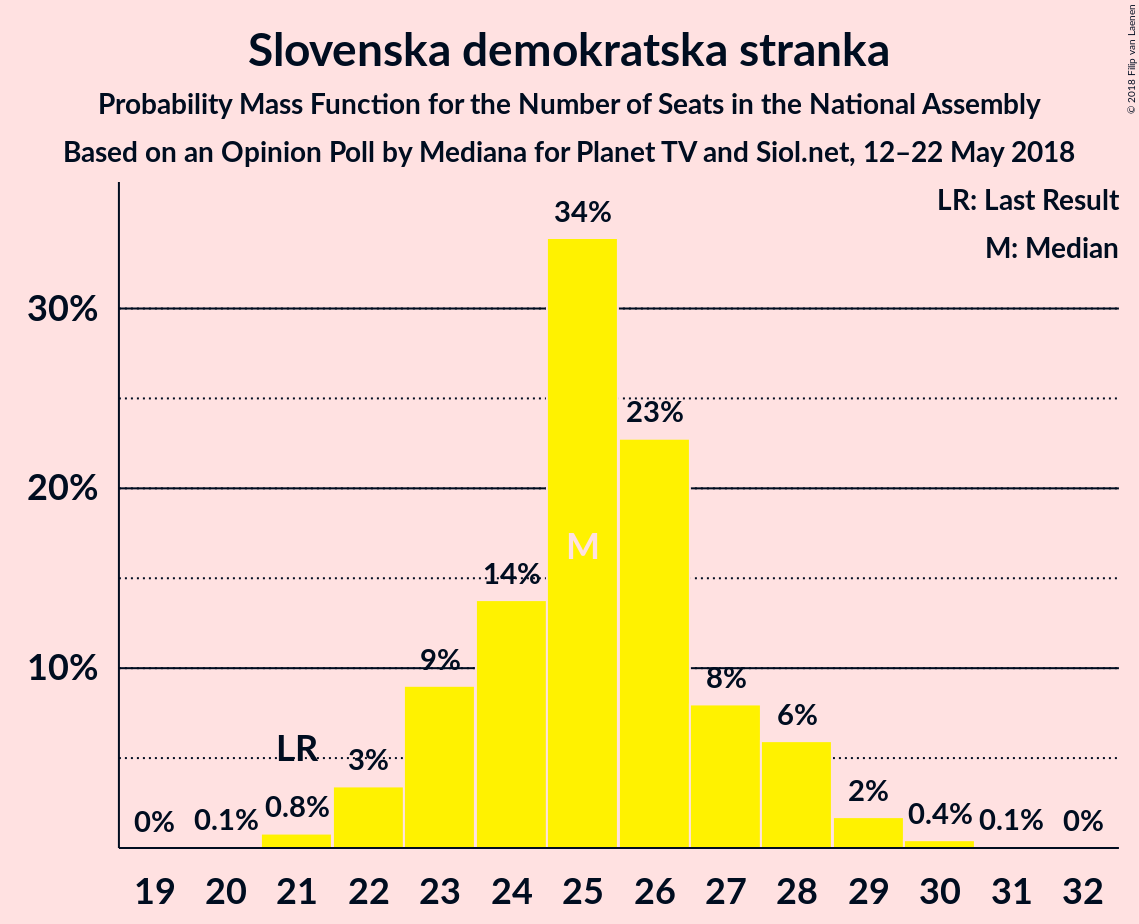 Slovenska demokratska stranka
Probability Mass Function for the Number of Seats in the National Assembly
Based on an Opinion Poll by Mediana for Planet TV and Siol.net, 12–22 May 2018
© 2018 Filip van Laenen
LR: Last Result
M: Median
30%
20%
10%
0%
0.1%
0.8%
LR
3%
9%
14%
34%
M
23%
8%
6%
2%
0.4%
0.1%
0%
19 20 21 22 23 24 25 26 27 28 29 30 31 32